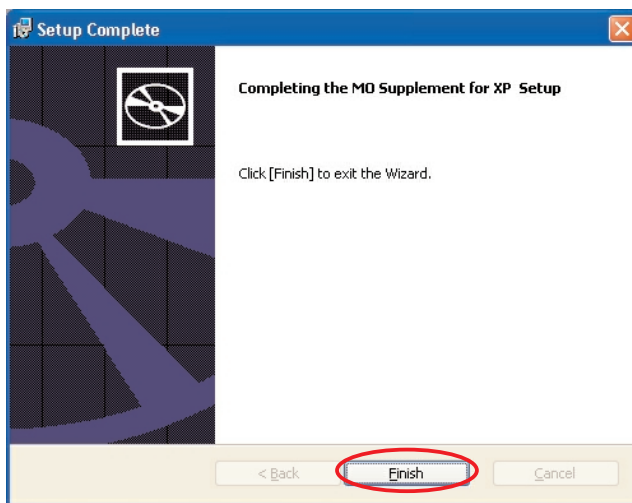 Setup Complete
Completing the MO Supplement for XP Setup
Click [Finish] to exit the Wizard.
< Back
Finish
Cancel